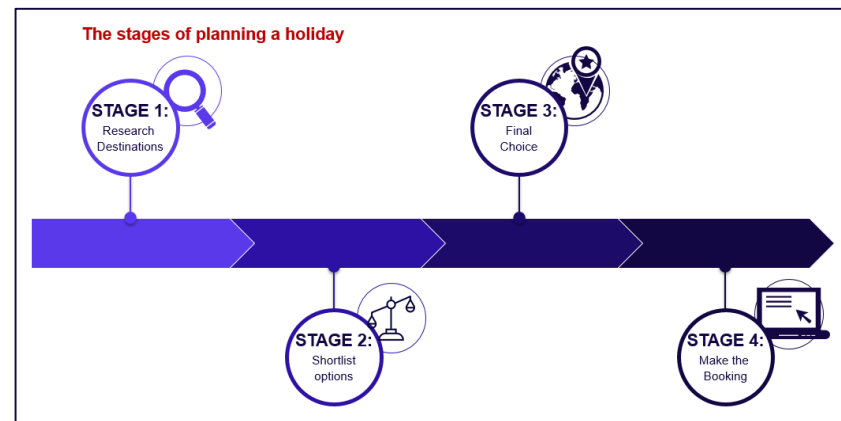 The stages of planning a holiday
STAGE 1:
Research
Destinations
STAGE 2:
Shortlist
options
STAGE 3:
Final
Choice
STAGE 4:
Make the
Booking